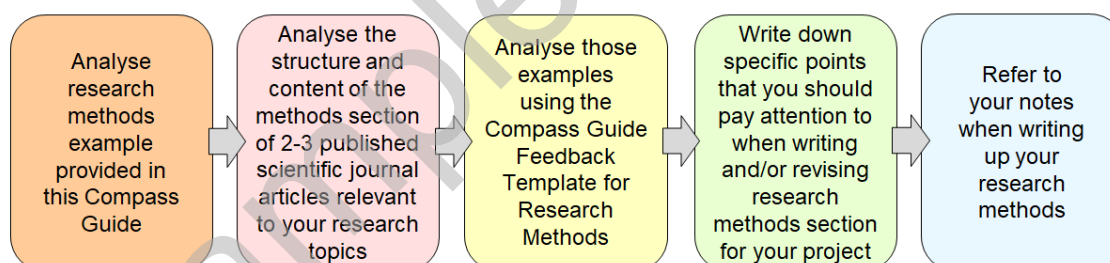 Analyse
research
methods
example
provided in
this Compass
Guide
Analyse the
structure and
content of the
methods section
of 2-3 published
scientific journal
articles relevant
to your research
topics
Analyse those
examples
using the
Compass Guide
Feedback
Template for
Research
Methods
Write down
specific points
that you should
pay attention to
when writing
and/or revising
research
methods section
for your project
Refer to
your notes
when writing
up your
research
methods